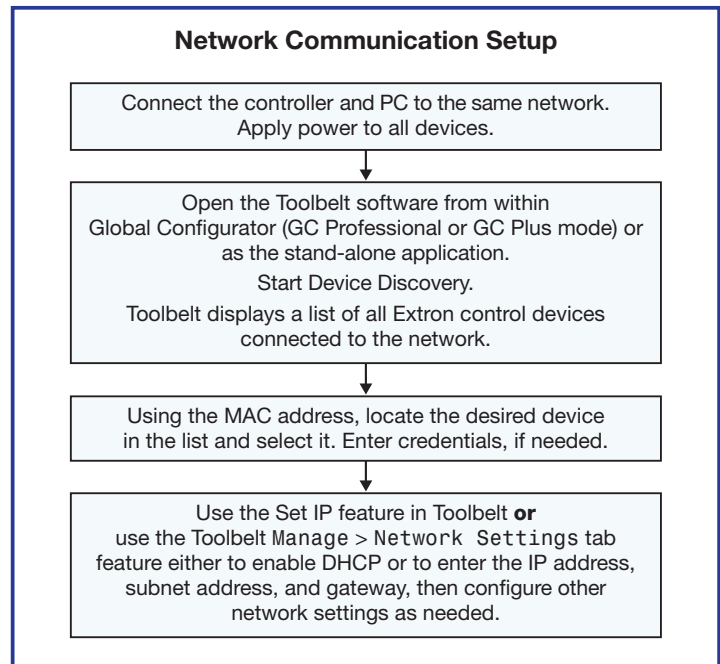 Network Communication Setup
Connect the controller and PC to the same network.
Apply power to all devices.
Open the Toolbelt software from within
Global Configurator (GC Professional or GC Plus mode) or
as the stand-alone application.
Start Device Discovery.
Toolbelt displays a list of all Extron control devices
connected to the network.
Using the MAC address, locate the desired device
in the list and select it. Enter credentials, if needed.
Use the Set IP feature in Toolbelt or
use the Toolbelt Manage > Network Settings tab
feature either to enable DHCP or to enter the IP address,
subnet address, and gateway, then configure other
network settings as needed.